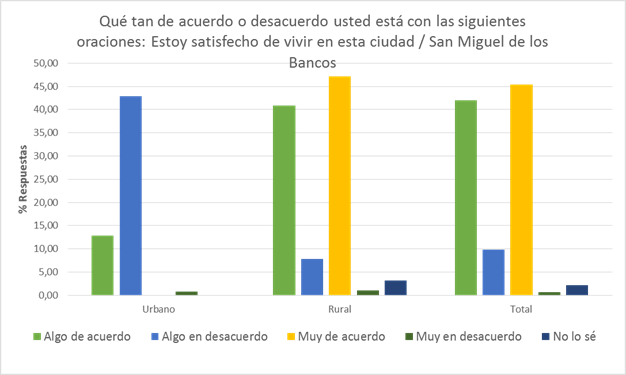 Qué tan de acuerdo o desacuerdo usted está con las siguientes
oraciones: Estoy satisfecho de vivir en esta ciudad / San Miguel de los
Bancos
50,00
45,00
40,00
35,00
30,00
25,00
20,00
15,00
10,00
5,00
0,00
% Respuestas
Urbano Rural Total
Algo de acuerdo Algo en desacuerdo Muy de acuerdo Muy en desacuerdo No lo sé